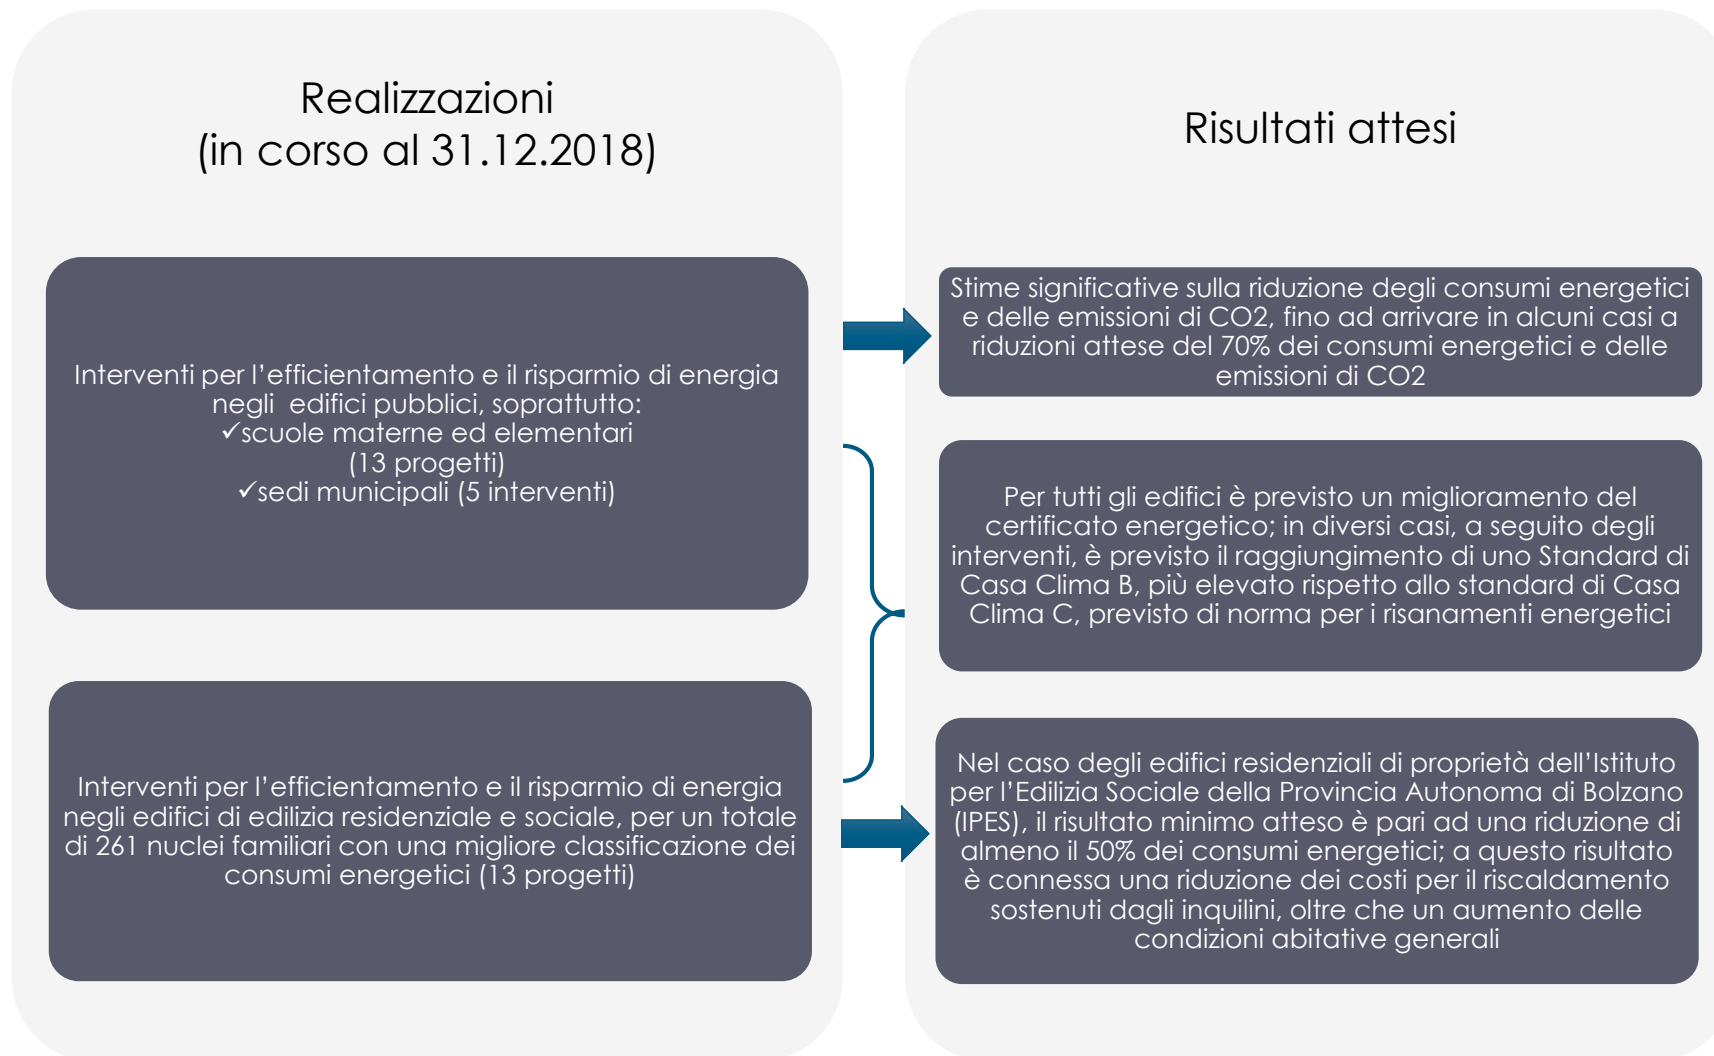 Realizzazioni
(in corso al 31.12.2018)
Interventi per l’efficientamento e il risparmio di energia
negli edifici pubblici, soprattutto:
✓scuole materne ed elementari
(13 progetti)
✓sedi municipali (5 interventi)
Interventi per l’efficientamento e il risparmio di energia
negli edifici di edilizia residenziale e sociale, per un totale
di 261 nuclei familiari con una migliore classificazione dei
consumi energetici (13 progetti)
Risultati attesi
Stime significative sulla riduzione degli consumi energetici
e delle emissioni di CO2, fino ad arrivare in alcuni casi a
riduzioni attese del 70% dei consumi energetici e delle
emissioni di CO2
Per tutti gli edifici è previsto un miglioramento del
certificato energetico; in diversi casi, a seguito degli
interventi, è previsto il raggiungimento di uno Standard di
Casa Clima B, più elevato rispetto allo standard di Casa
Clima C, previsto di norma per i risanamenti energetici
Nel caso degli edifici residenziali di proprietà dell’Istituto
per l’Edilizia Sociale della Provincia Autonoma di Bolzano
(IPES), il risultato minimo atteso è pari ad una riduzione di
almeno il 50% dei consumi energetici; a questo risultato
è connessa una riduzione dei costi per il riscaldamento
sostenuti dagli inquilini, oltre che un aumento delle
condizioni abitative generali